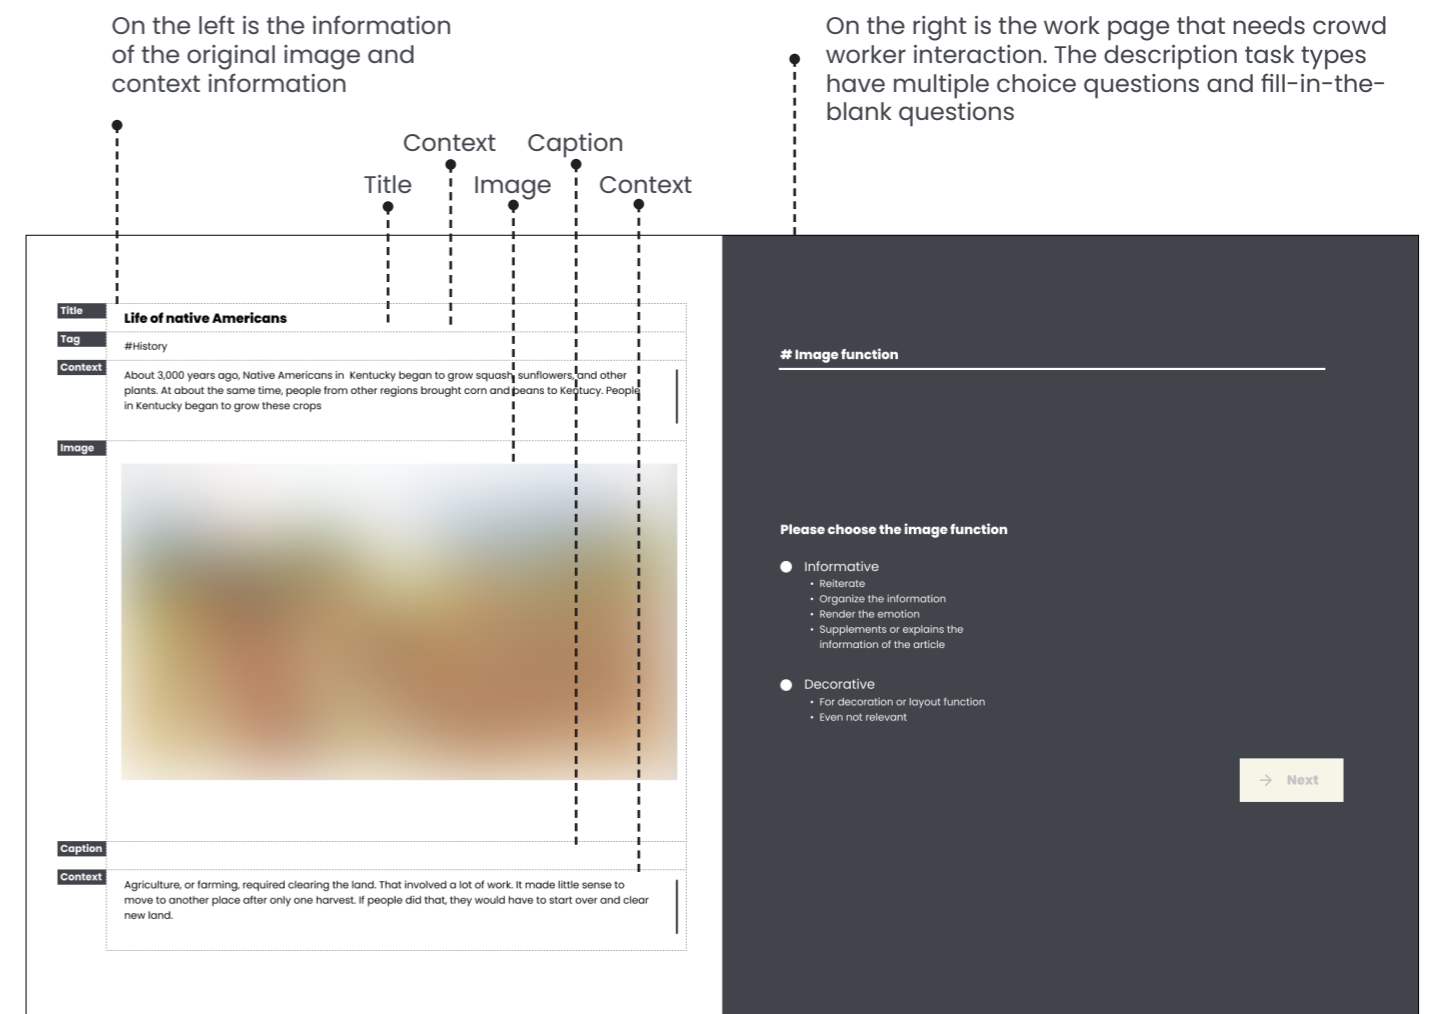 On the left is the information
of the original image and
context information
On the right is the work page that needs crowd
worker interaction. The description task types
have multiple choice questions and fill-in-the-
blank questions
Context Caption
Title Image Context
Title
Life of native Americans
Tag
#History
Context
About 3,000 years ago, Native Americans in Kentucky began to grow squash, sunflowers, and other
plants. At about the same time, people from other regions brought corn and beans to Kentucy. People
in Kentucky began to grow these crops
Image
Caption
Context
Agriculture, or farming, required clearing the land. That involved a lot of work. It made little sense to
move to another place after only one harvest. If people did that, they would have to start over and clear
new land.
# Image function
Please choose the image function
Informative
• Reiterate
• Organize the information
• Render the emotion
• Supplements or explains the
information of the article
Decorative
• For decoration or layout function
• Even not relevant
→ Next